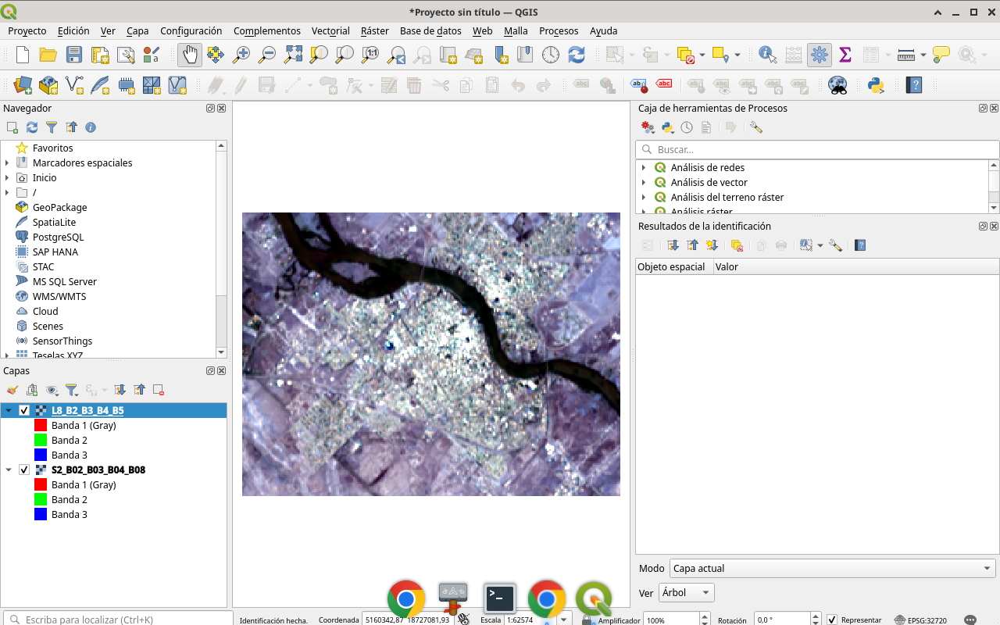 *Proyecto sin título — QGIS
Proyecto Edición Ver Capa Configuración Complementos Vectorial Ráster Base de datos Web Malla Procesos Ayuda
1:1
abc abc
Navegador
Favoritos
Marcadores espaciales
Inicio
/
GeoPackage
SpatiaLite
PostgreSQL
SAP HANA
STAC
MS SQL Server
WMS/WMTS
Cloud
Scenes
SensorThings
Teselas XYZ
Capas
L8_B2_B3_B4_B5
Banda 1 (Gray)
Banda 2
Banda 3
S2_B02_B03_B04_B08
Banda 1 (Gray)
Banda 2
Banda 3
Caja de herramientas de Procesos
Buscar...
Análisis de redes
Análisis de vector
Análisis del terreno ráster
Análisis ráster
Resultados de la identificación
Objeto espacial Valor
Modo Capa actual
Ver Árbol
Escriba para localizar (Ctrl+K) Identificación hecha. Coordenada 5160342,87 18727081,93 Escala 1:62574 Amplificador 100% Rotación 0,0 ° Representar EPSG:32720